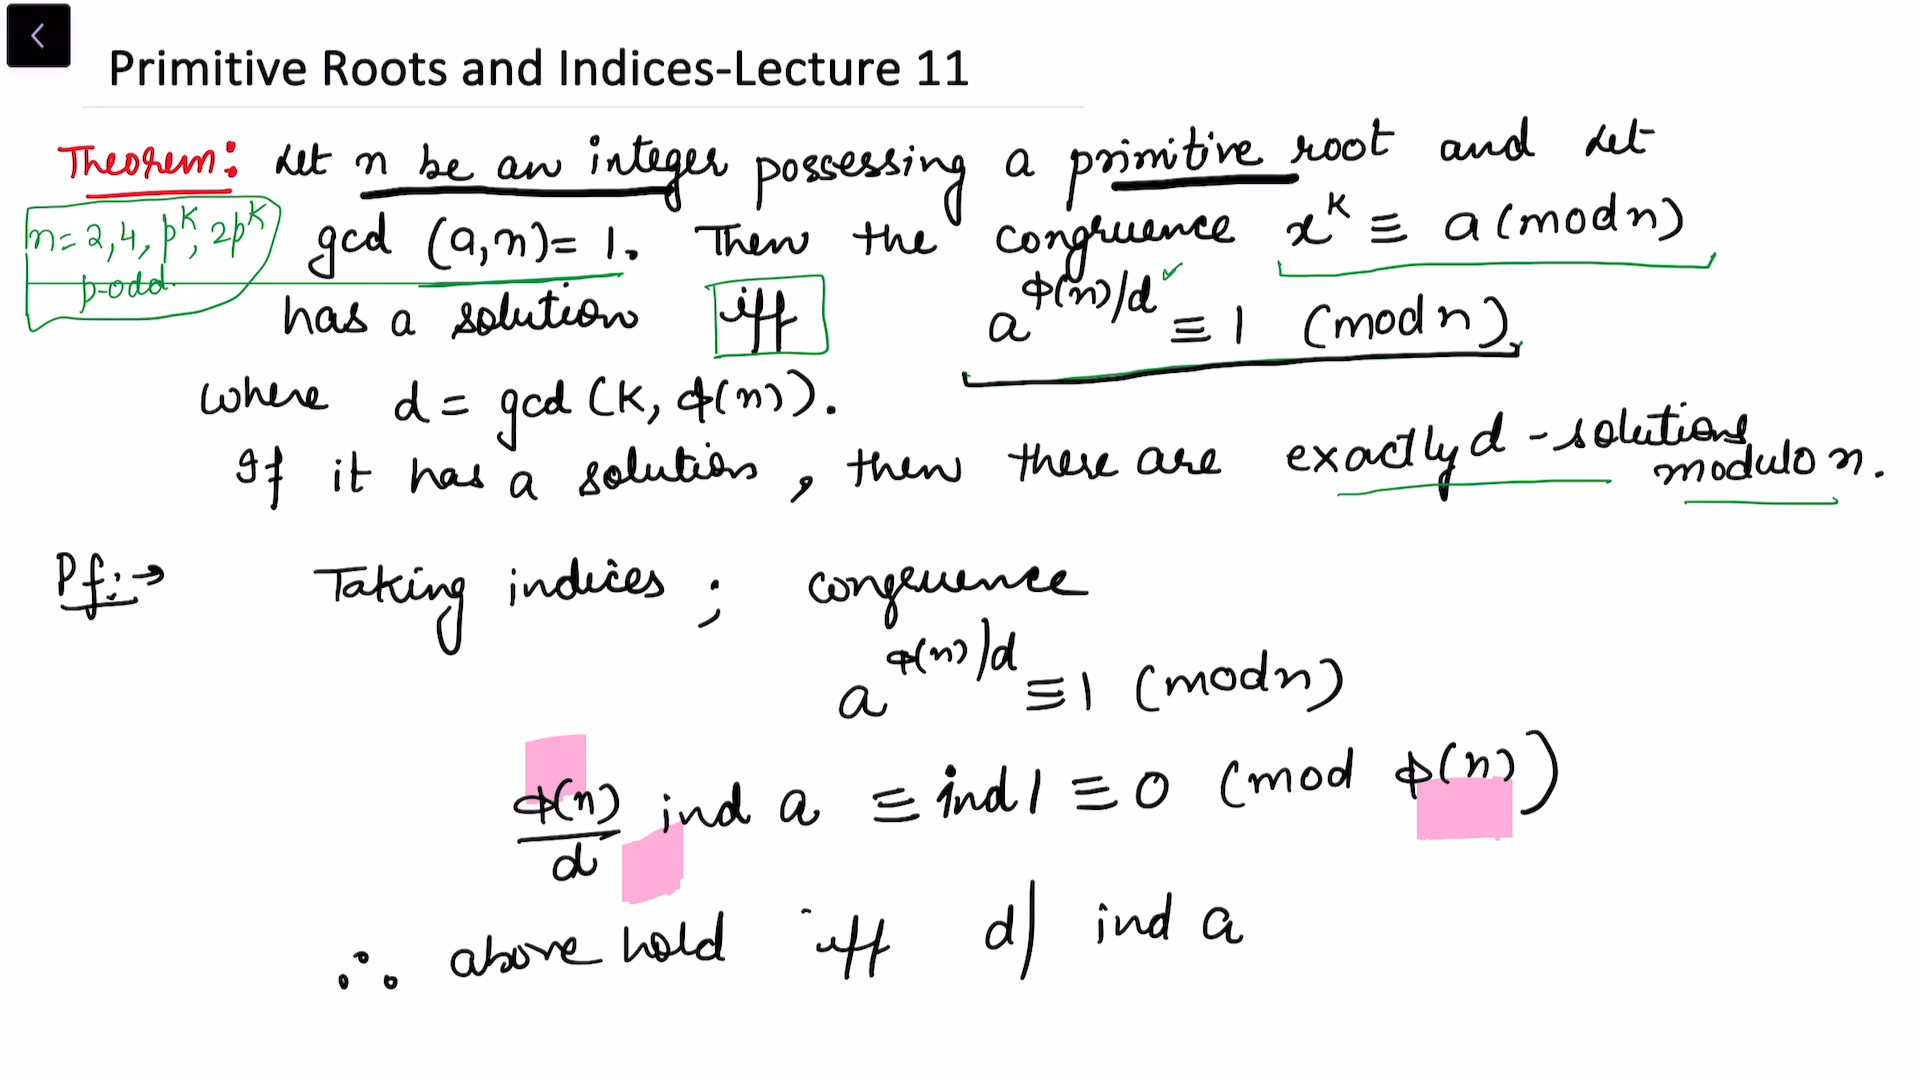 Primitive Roots and Indices-Lecture 11
Theorem: Let n be an integer possessing a primitive root and let
n=2,4,p^k,2p^k
p-odd.
gcd (a,n)=1. Then the congruence x^k ≡ a (mod n)
has a solution iff a^ϕ(n)/d ✓ ≡ 1 (mod n).
where d = gcd (k, ϕ(n)).
If it has a solution, then there are exactly d-solutions modulo n.
Pf:→ Taking indices; congruence
a^ϕ(n)/d ≡ 1 (mod n)
ϕ(n)/d ind a ≡ ind 1 ≡ 0 (mod ϕ(n))
∴ above hold iff d| ind a